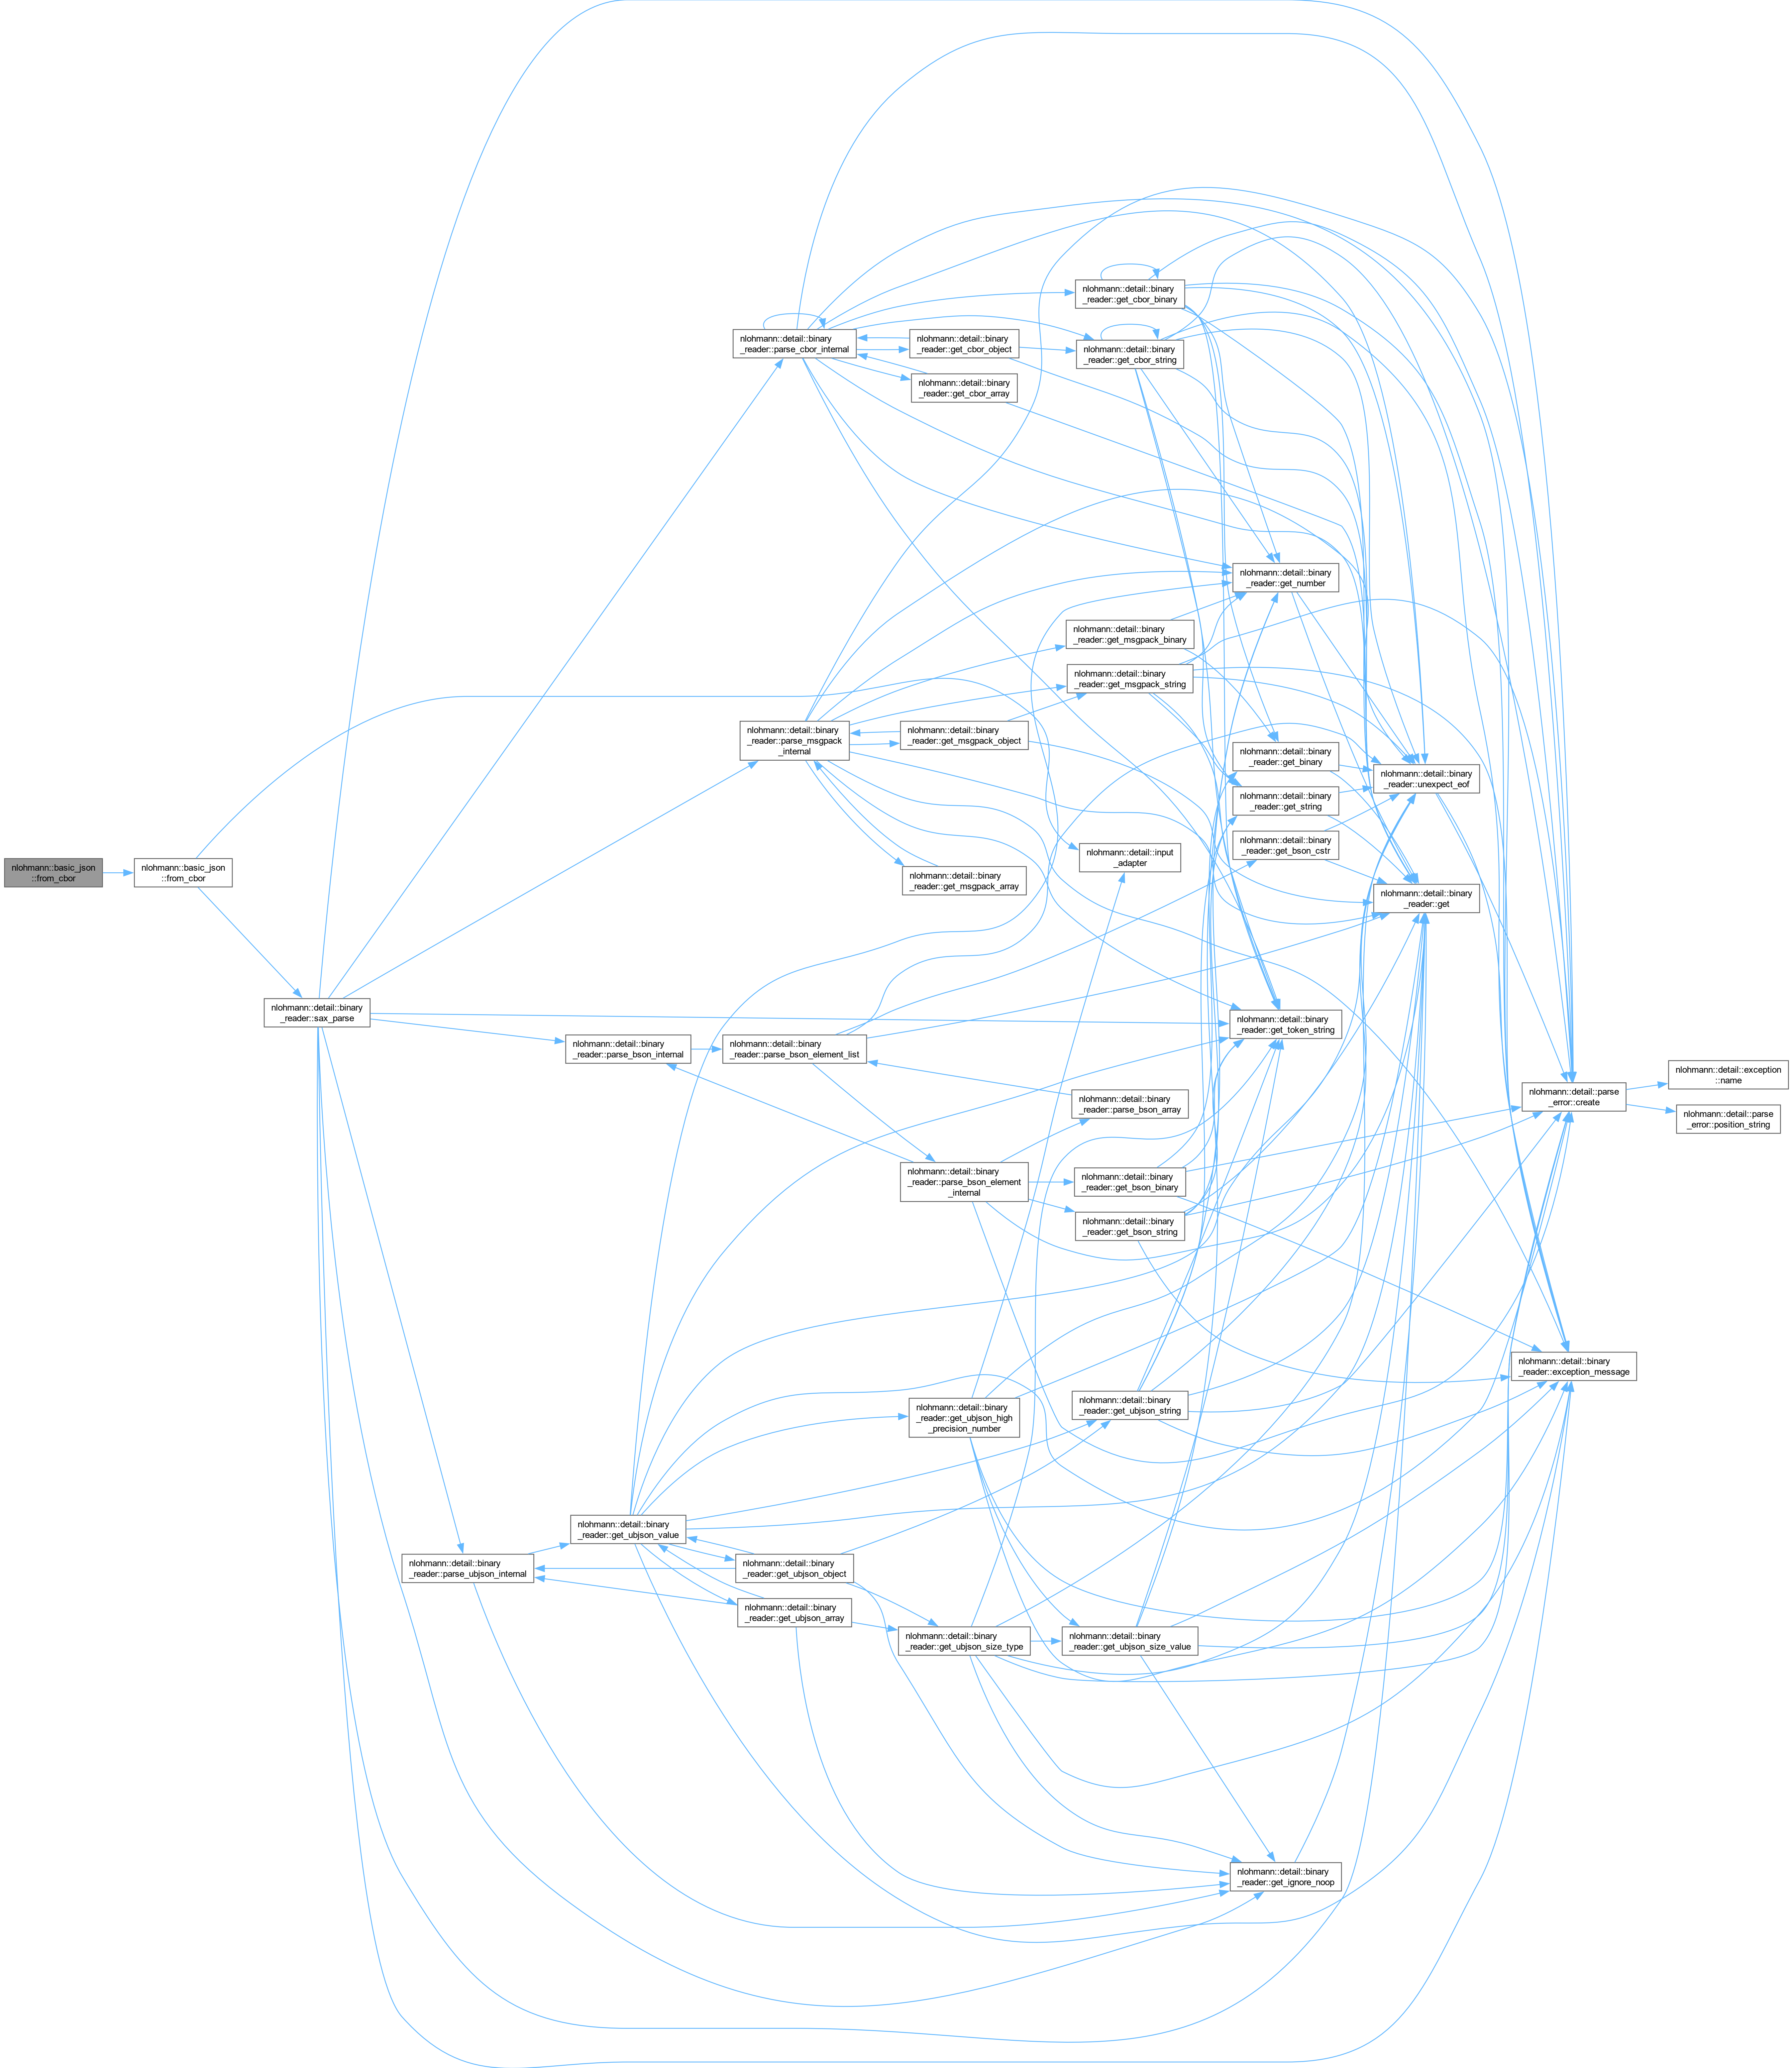 nlohmann::basic_json
::from_cbor
nlohmann::basic_json
::from_cbor
nlohmann::detail::binary
_reader::sax_parse
nlohmann::detail::binary
_reader::parse_cbor_internal
nlohmann::detail::binary
_reader::get_cbor_object
nlohmann::detail::binary
_reader::get_cbor_array
nlohmann::detail::binary
_reader::get_cbor_binary
nlohmann::detail::binary
_reader::get_cbor_string
nlohmann::detail::binary
_reader::get_number
nlohmann::detail::binary
_reader::get_msgpack_binary
nlohmann::detail::binary
_reader::get_msgpack_string
nlohmann::detail::binary
_reader::parse_msgpack
_internal
nlohmann::detail::binary
_reader::get_msgpack_object
nlohmann::detail::binary
_reader::get_msgpack_array
nlohmann::detail::binary
_reader::get_binary
nlohmann::detail::binary
_reader::get_string
nlohmann::detail::binary
_reader::get_bson_cstr
nlohmann::detail::binary
_reader::unexpect_eof
nlohmann::detail::input
_adapter
nlohmann::detail::binary
_reader::get
nlohmann::detail::binary
_reader::get_token_string
nlohmann::detail::binary
_reader::parse_bson_internal
nlohmann::detail::binary
_reader::parse_bson_element_list
nlohmann::detail::binary
_reader::parse_bson_array
nlohmann::detail::parse
_error::create
nlohmann::detail::exception
::name
nlohmann::detail::parse
_error::position_string
nlohmann::detail::binary
_reader::parse_bson_element
_internal
nlohmann::detail::binary
_reader::get_bson_binary
nlohmann::detail::binary
_reader::get_bson_string
nlohmann::detail::binary
_reader::exception_message
nlohmann::detail::binary
_reader::get_ubjson_high
_precision_number
nlohmann::detail::binary
_reader::get_ubjson_string
nlohmann::detail::binary
_reader::get_ubjson_value
nlohmann::detail::binary
_reader::parse_ubjson_internal
nlohmann::detail::binary
_reader::get_ubjson_object
nlohmann::detail::binary
_reader::get_ubjson_array
nlohmann::detail::binary
_reader::get_ubjson_size_type
nlohmann::detail::binary
_reader::get_ubjson_size_value
nlohmann::detail::binary
_reader::get_ignore_noop